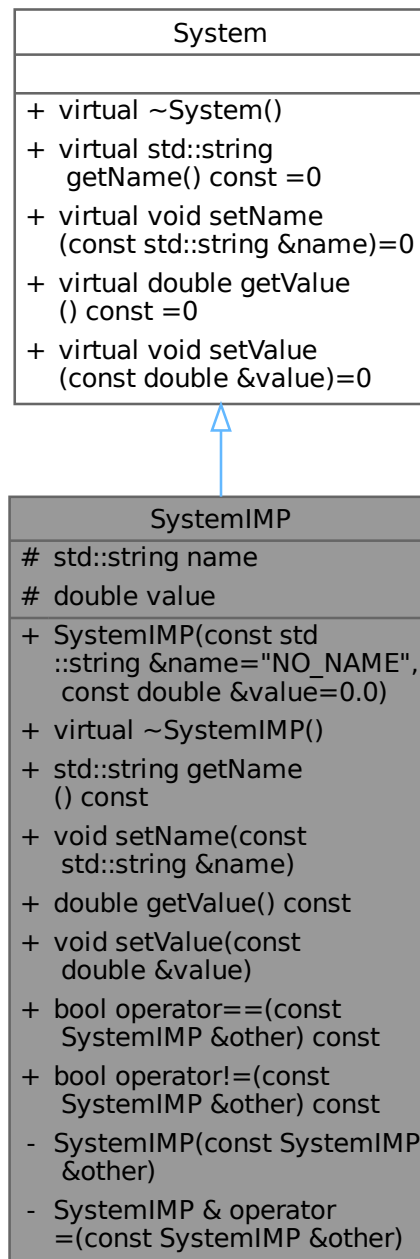 System
+ virtual ~System()
+ virtual std::string
getName() const =0
+ virtual void setName
(const std::string &name)=0
+ virtual double getValue
() const =0
+ virtual void setValue
(const double &value)=0
SystemIMP
# std::string name
# double value
+ SystemIMP(const std
::string &name="NO_NAME",
const double &value=0.0)
+ virtual ~SystemIMP()
+ std::string getName
() const
+ void setName(const
std::string &name)
+ double getValue() const
+ void setValue(const
double &value)
+ bool operator==(const
SystemIMP &other) const
+ bool operator!=(const
SystemIMP &other) const
- SystemIMP(const SystemIMP
&other)
- SystemIMP & operator
=(const SystemIMP &other)